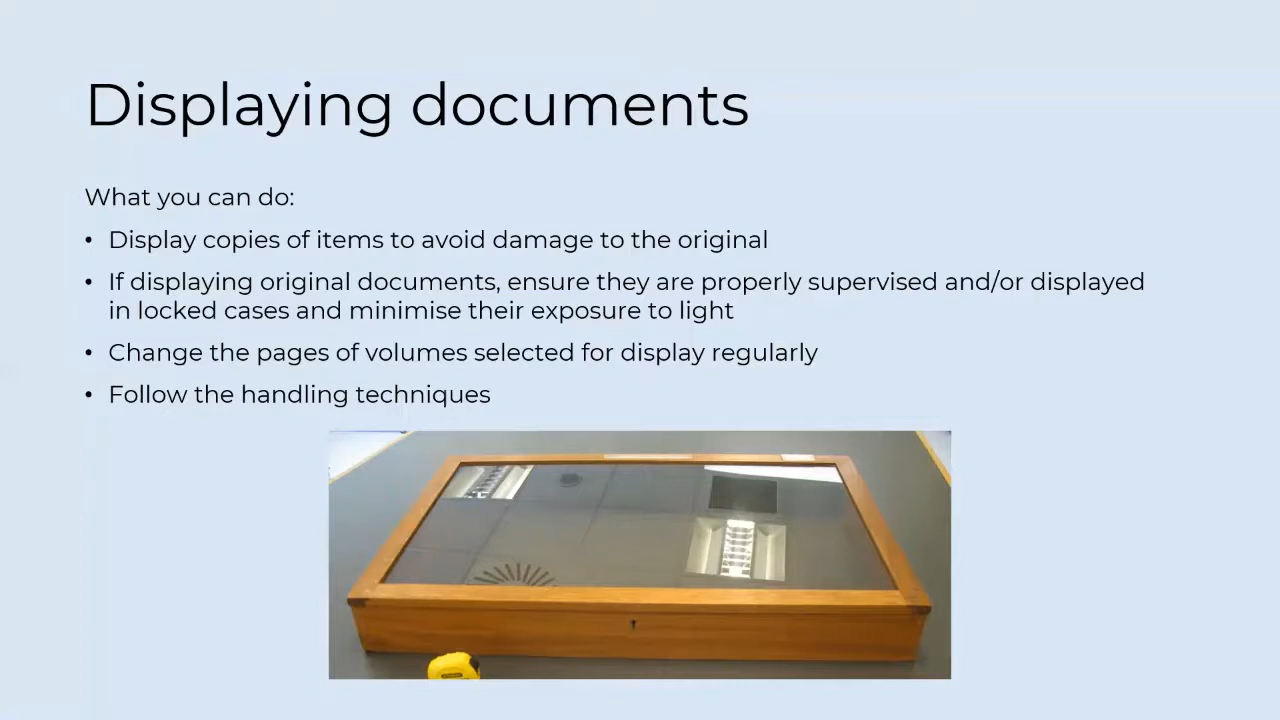 Displaying documents
What you can do:
• Display copies of items to avoid damage to the original
• If displaying original documents, ensure they are properly supervised and/or displayed
in locked cases and minimise their exposure to light
• Change the pages of volumes selected for display regularly
• Follow the handling techniques